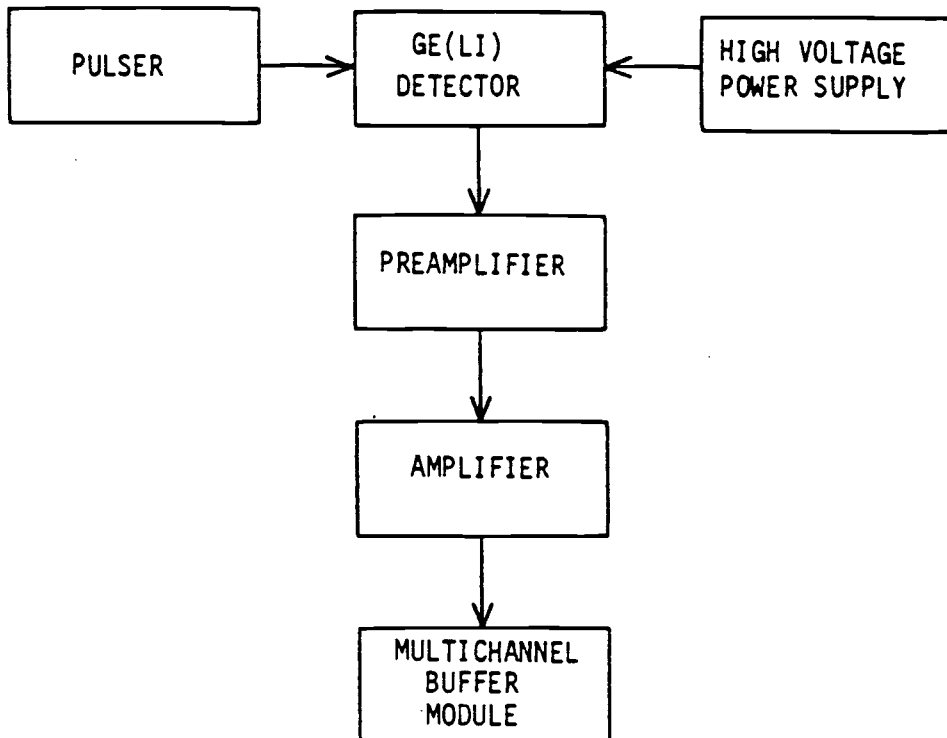 PULSER
GE(LI)
DETECTOR
HIGH VOLTAGE
POWER SUPPLY
PREAMPLIFIER
AMPLIFIER
MULTICHANNEL
BUFFER
MODULE